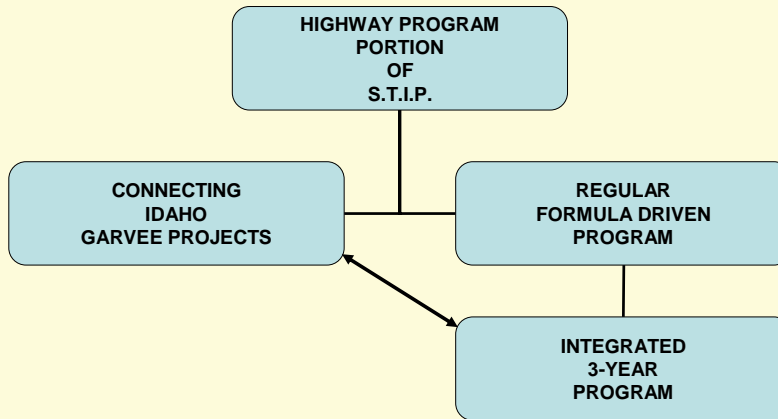 HIGHWAY PROGRAM
PORTION
OF
S.T.I.P.
CONNECTING
IDAHO
GARVEE PROJECTS
REGULAR
FORMULA DRIVEN
PROGRAM
INTEGRATED
3-YEAR
PROGRAM